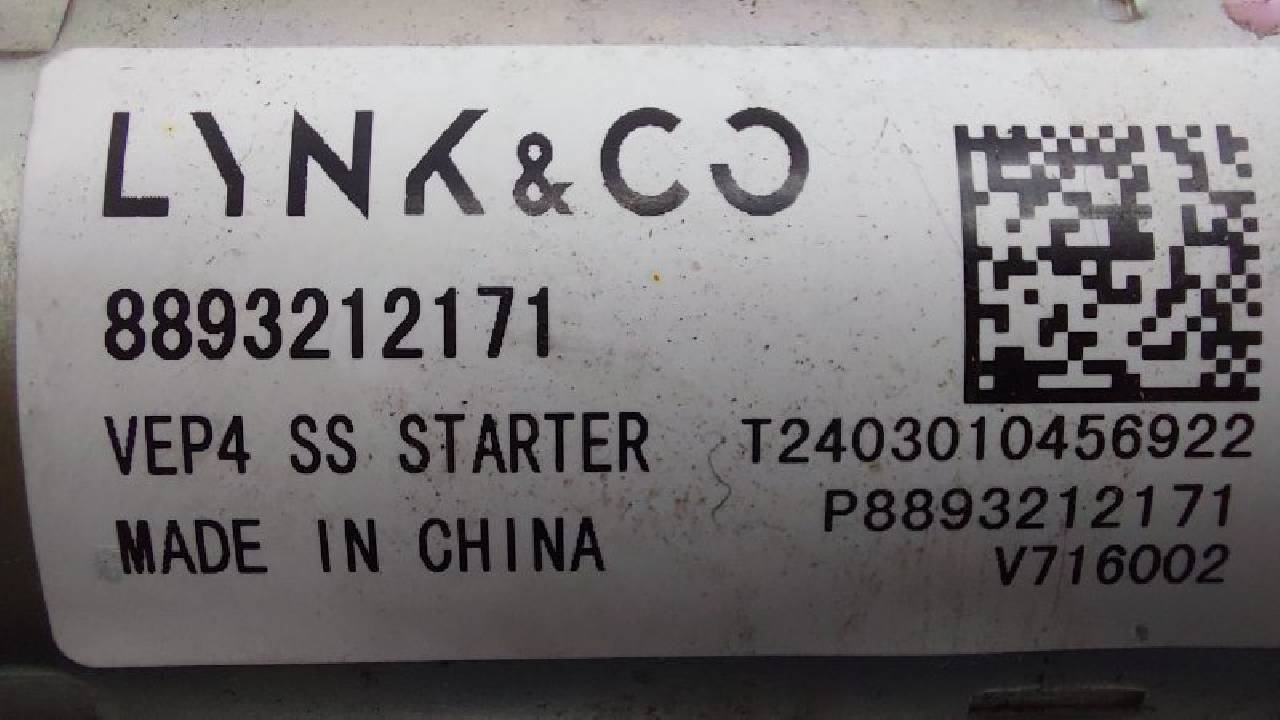 LYNK&CO
8893212171
VEP4 SS STARTER
T2403010456922
P8893212171
MADE IN CHINA
V716002